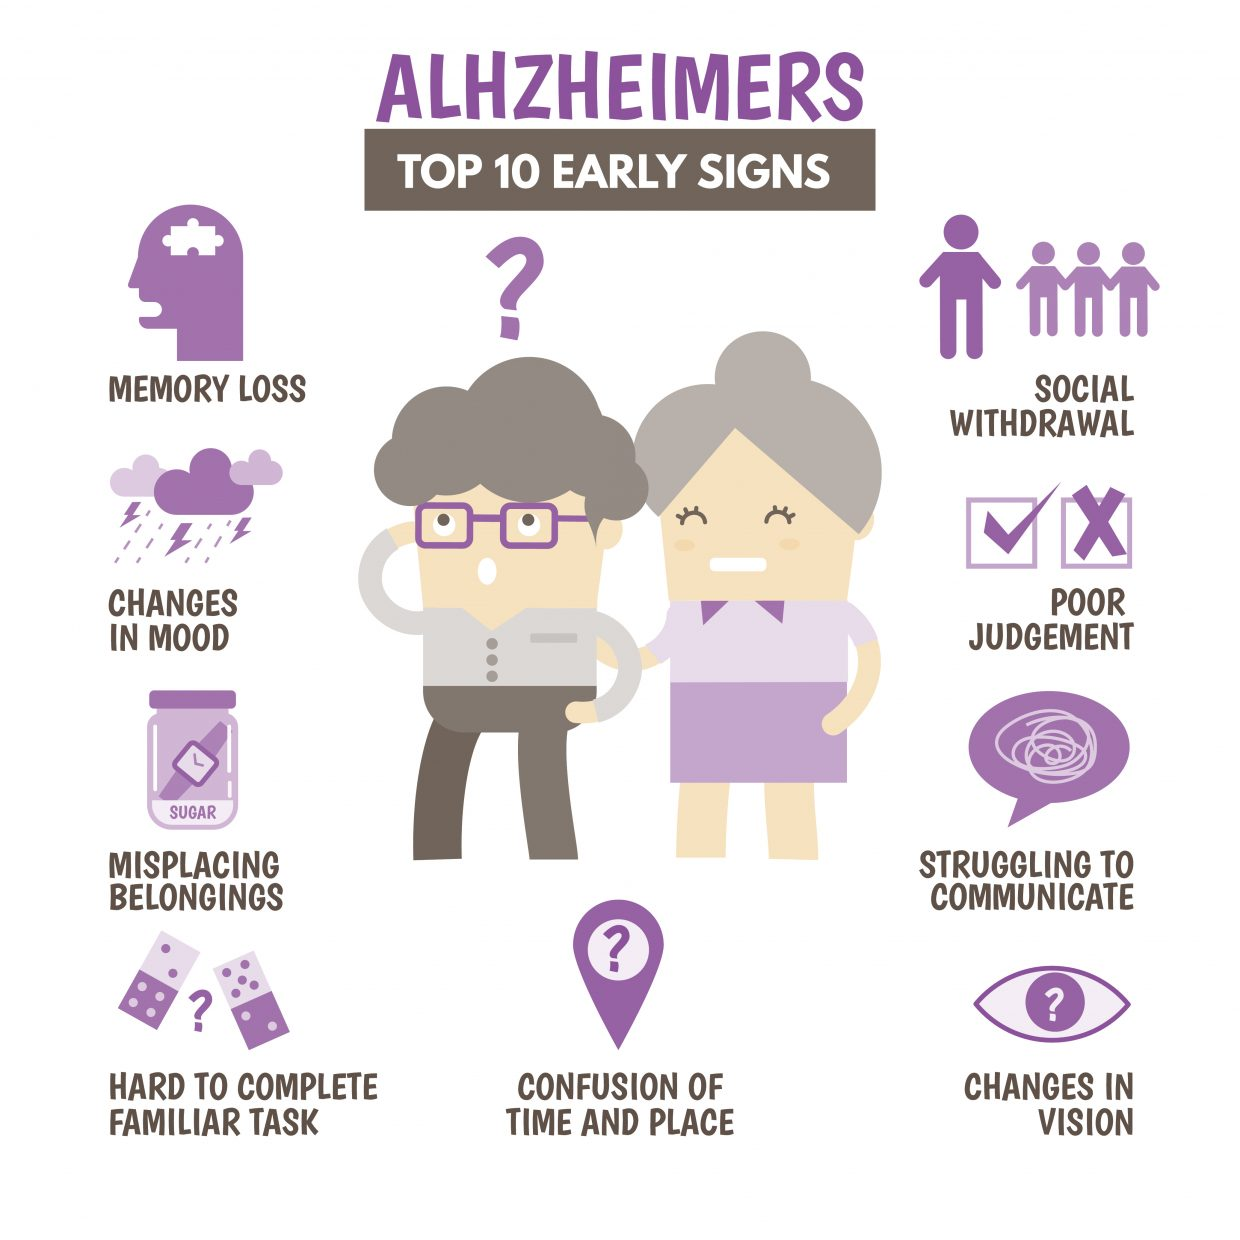 ALHZHEIMERS
TOP 10 EARLY SIGNS
?
MEMORY LOSS
SOCIAL
WITHDRAWAL
CHANGES
IN MOOD
POOR
JUDGEMENT
SUGAR
MISPLACING
BELONGINGS
STRUGGLING TO
COMMUNICATE
?
HARD TO COMPLETE
FAMILIAR TASK
?
CONFUSION OF
TIME AND PLACE
?
CHANGES IN
VISION